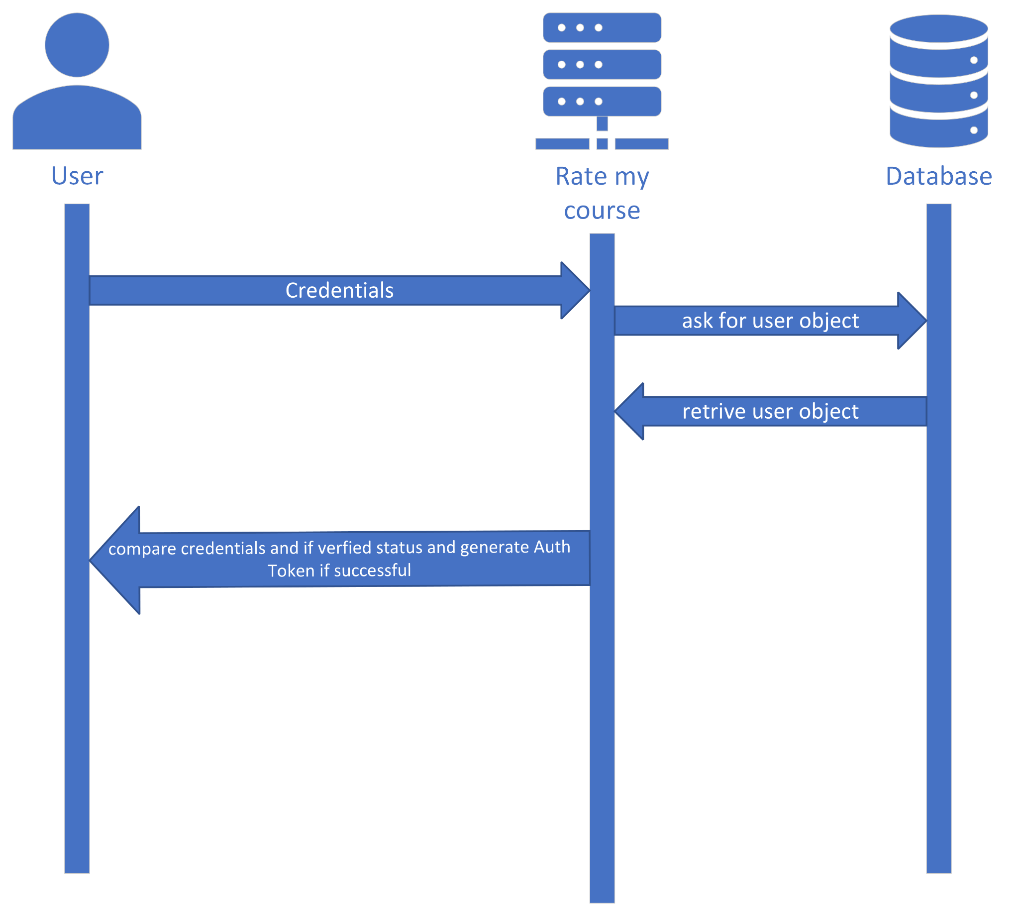 User
Rate my
course
Database
Credentials
ask for user object
retrive user object
compare credentials and if verfied status and generate Auth
Token if successful